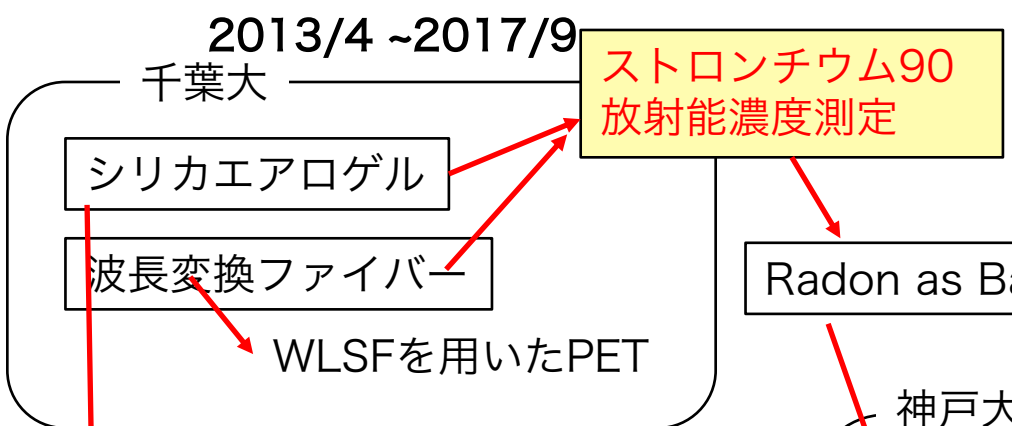 2013/4 ~2017/9
千葉大
ストロンチウム90
放射能濃度測定
シリカエアロゲル
波長変換ファイバー
WLSFを用いたPET
Radon as
神戸大